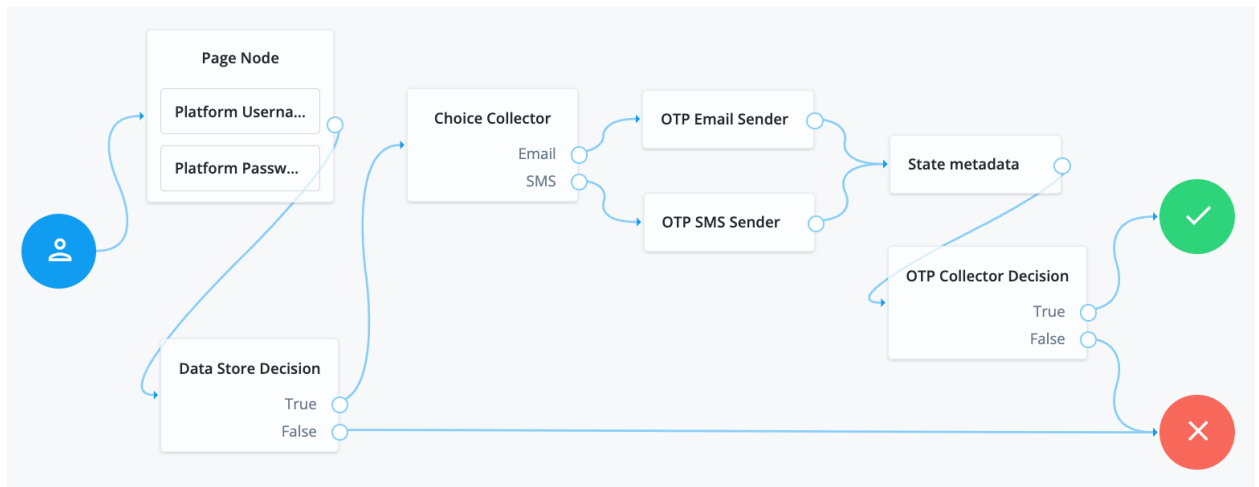 Page Node
Platform Userna...
Platform Passw...
Data Store Decision
True
False
Choice Collector
Email
SMS
OTP Email Sender
OTP SMS Sender
State metadata
OTP Collector Decision
True
False